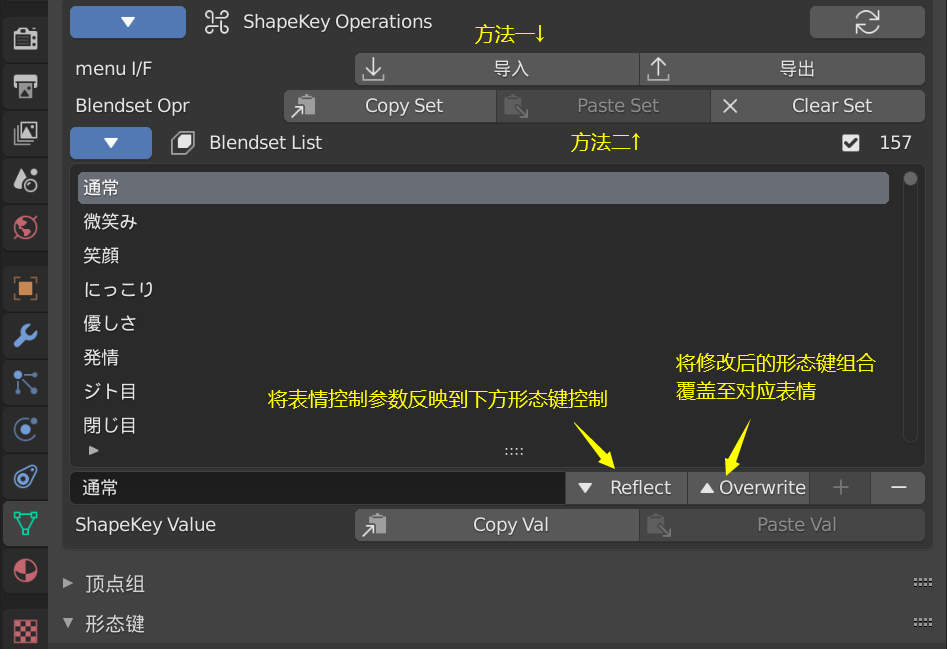 ShapeKey Operations
方法一↓
menu I/F
导入
导出
Blendset Opr
Copy Set
Paste Set
Clear Set
Blendset List
方法二↑
157
通常
微笑み
笑顔
にっこり
優しさ
発情
ジト目
閉じ目
将修改后的形态键组合
覆盖至对应表情
将表情控制参数反映到下方形态键控制
通常
Reflect
Overwrite
ShapeKey Value
Copy Val
Paste Val
顶点组
形态键